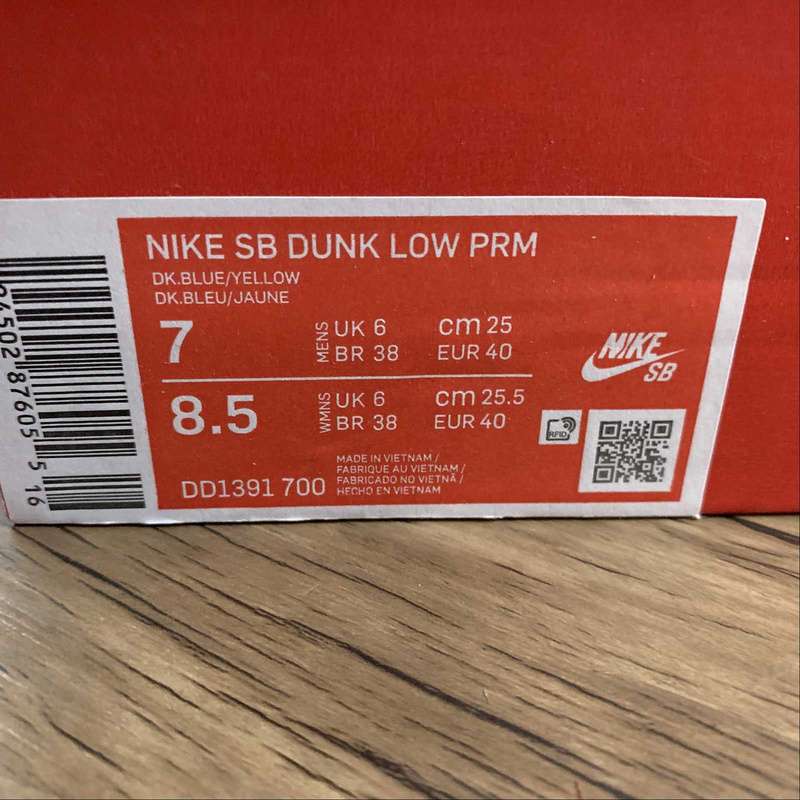 NIKE SB DUNK LOW PRM
DK.BLUE/YELLOW
DK.BLEU/JAUNE
7 MENS UK 6 cm 25
BR 38 EUR 40
8.5 WMNS UK 6 cm 25.5
BR 38 EUR 40
NIKE
SB
RFID
DD1391 700
MADE IN VIETNAM /
FABRIQUE AU VIETNAM /
FABRICADO NO VIETNÃ /
HECHO EN VIETNAM
87605 5 16